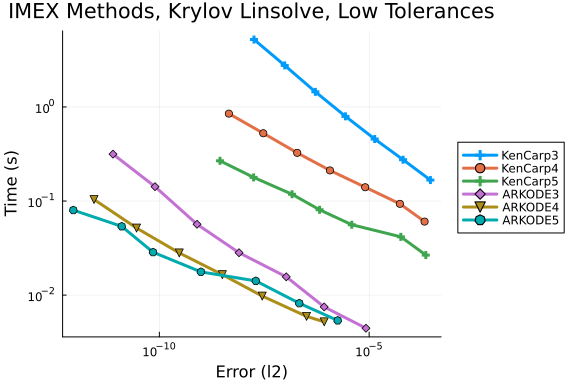 IMEX Methods, Krylov Linsolve, Low Tolerances
Time (s)
10⁰
10⁻¹
10⁻²
10⁻¹⁰
10⁻⁵
Error (l2)
KenCarp3
KenCarp4
KenCarp5
ARKODE3
ARKODE4
ARKODE5